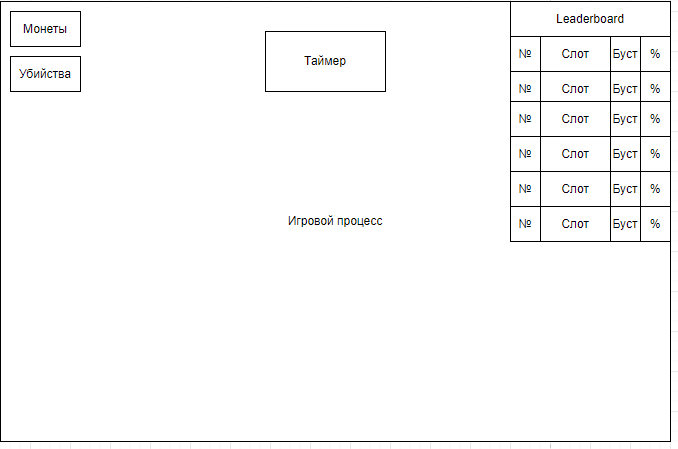 Монеты
Убийства
Таймер
Игровой процесс
Leaderboard
№ Слот Буст %
№ Слот Буст %
№ Слот Буст %
№ Слот Буст %
№ Слот Буст %
№ Слот Буст %